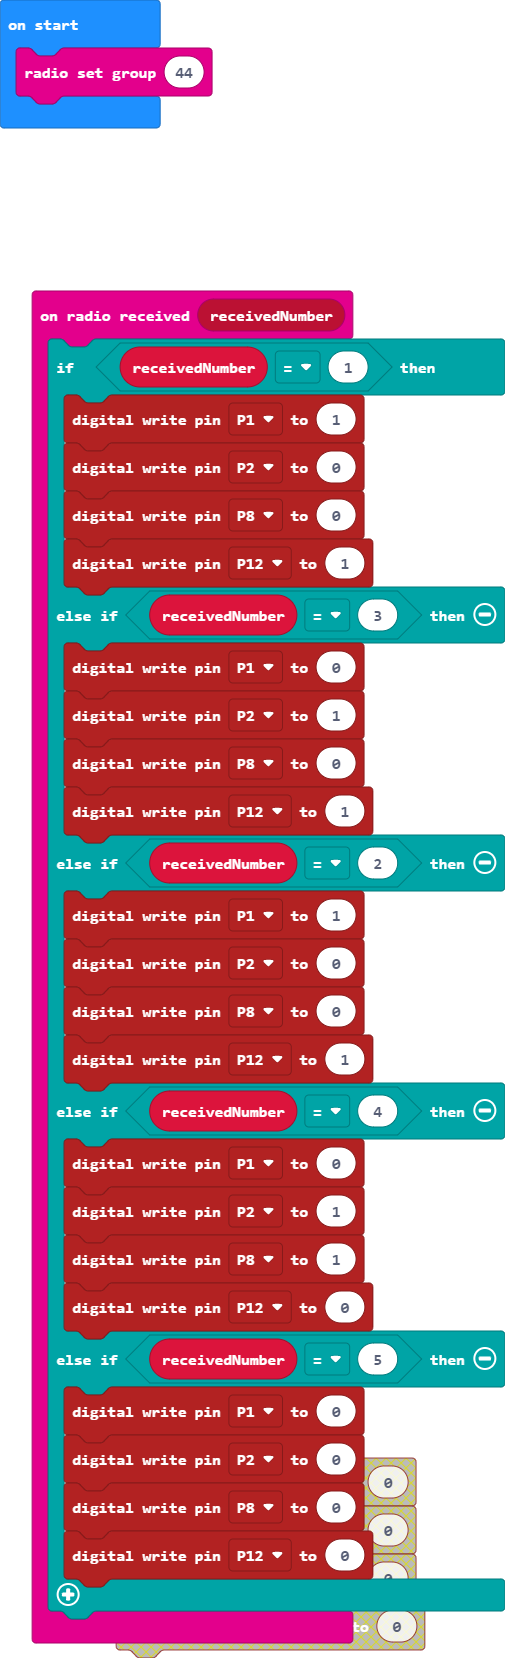 on start
radio set group 44
on radio received receivedNumber
if receivedNumber = 1 then
digital write pin P1 to 1
digital write pin P2 to 0
digital write pin P8 to 0
digital write pin P12 to 1
else if receivedNumber = 3 then
digital write pin P1 to 0
digital write pin P2 to 1
digital write pin P8 to 0
digital write pin P12 to 1
else if receivedNumber = 2 then
digital write pin P1 to 1
digital write pin P2 to 0
digital write pin P8 to 0
digital write pin P12 to 1
else if receivedNumber = 4 then
digital write pin P1 to 0
digital write pin P2 to 1
digital write pin P8 to 1
digital write pin P12 to 0
else if receivedNumber = 5 then
digital write pin P1 to 0
digital write pin P2 to 0
0
digital write pin P8 to 0
0
digital write pin P12 to 0
to 0